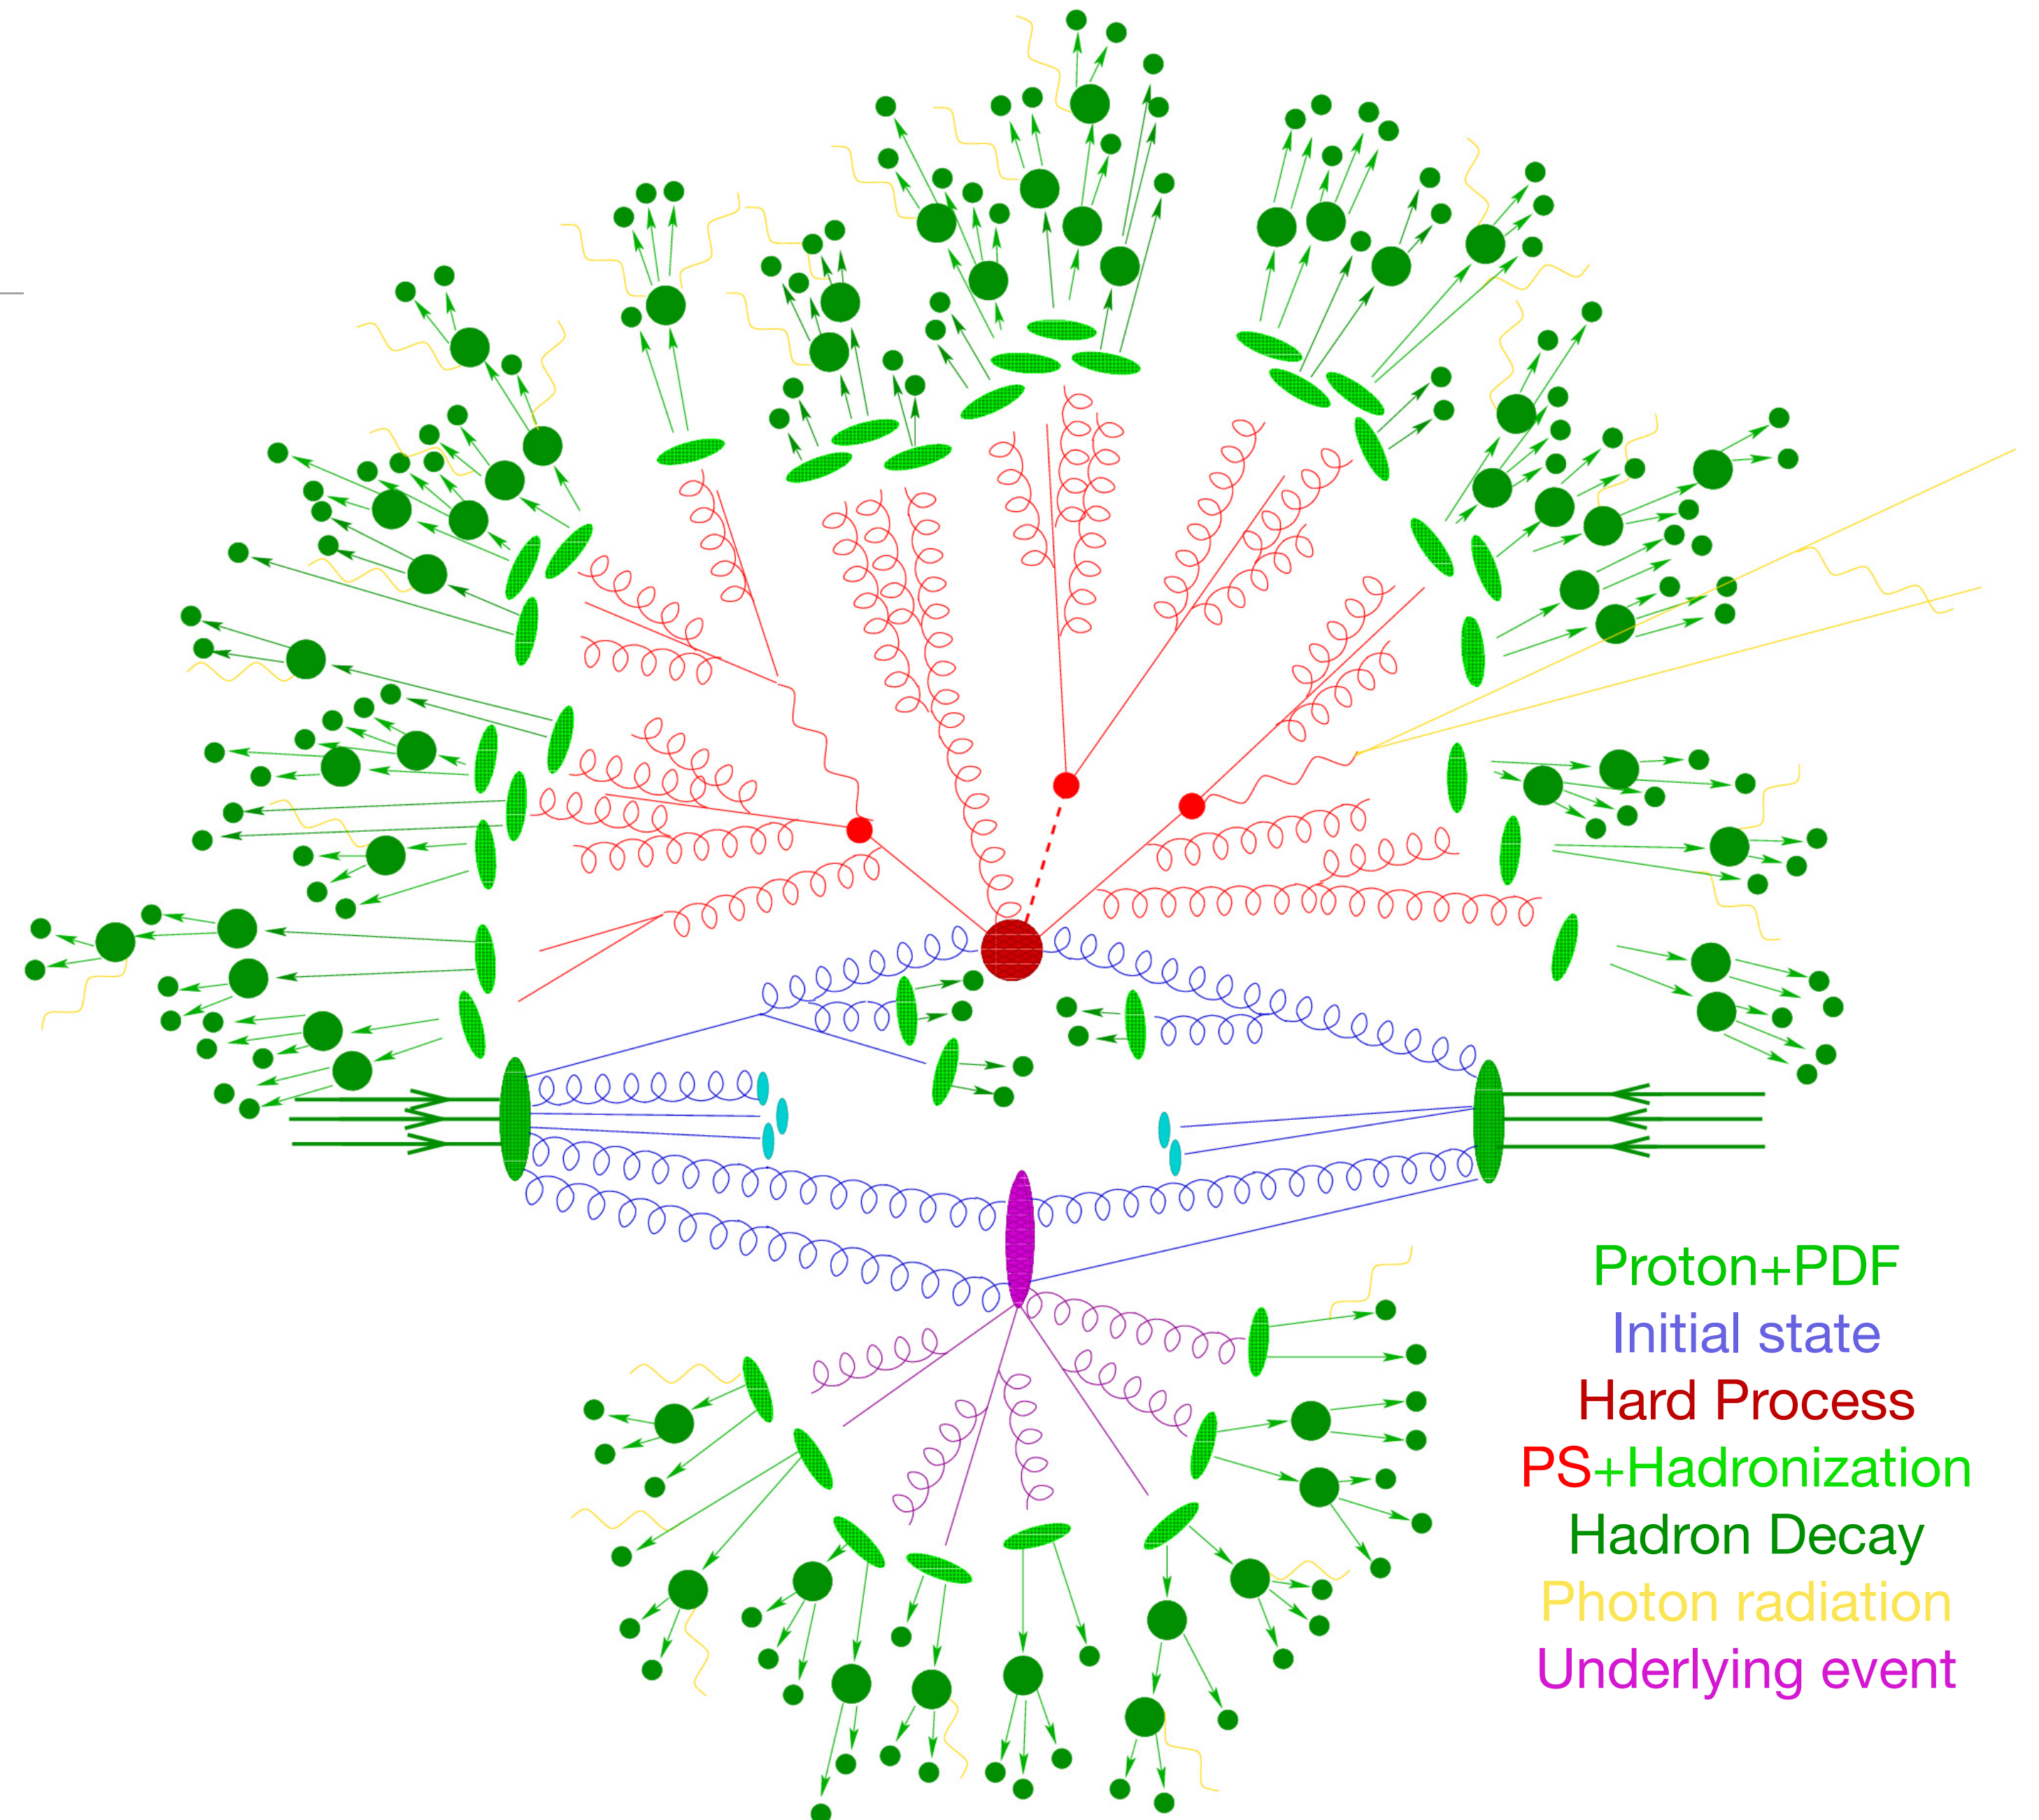 Proton+PDF
Initial state
Hard Process
PS+Hadronization
Hadron Decay
Photon radiation
Underlying event